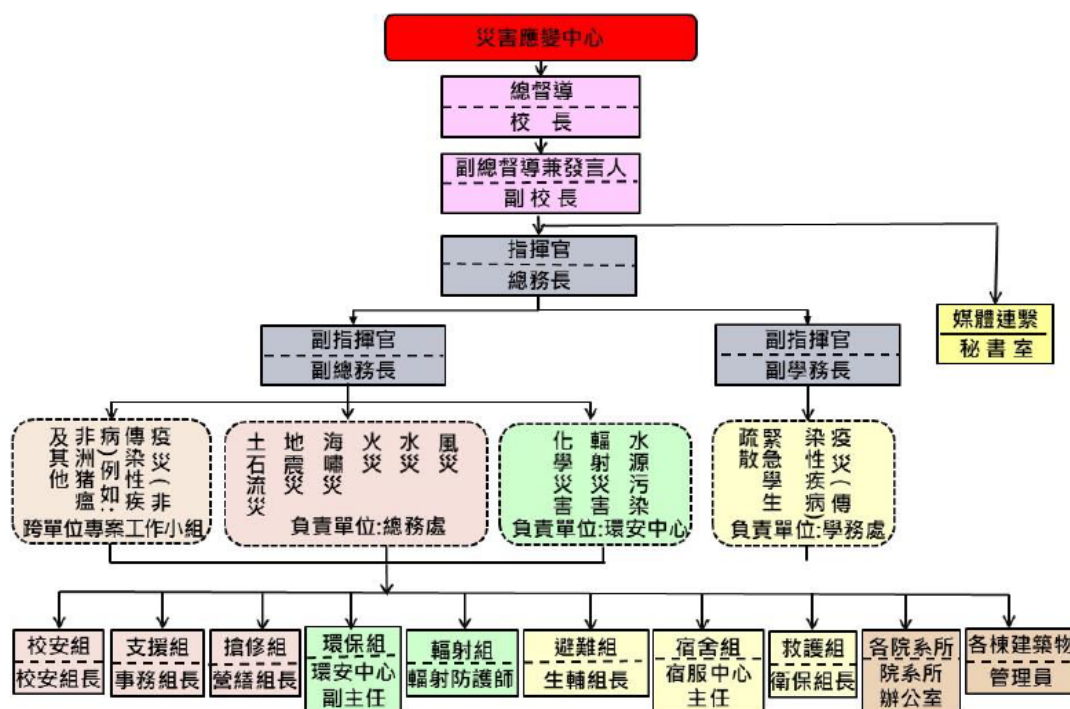 災害應變中心
總督導
校 長
副總督導兼發言人
副 校 長
指揮官
總務長
媒體連繫
秘 書 室
副指揮官
副總務長
副指揮官
副學務長
疫災(非
傳染性疾
病)例如:
非洲猪瘟
及其他
跨單位專案工作小組
風災
水災
火災
海嘯災
地震災
土石流災
負責單位:總務處
水源污染
輻射災害
化學災害
負責單位:環安中心
疫災(傳
染性疾病)
緊急學生
疏散
負責單位:學務處
校安組
校安組長
支援組
事務組長
搶修組
營繕組長
環保組
環安中心
副主任
輻射組
輻射防護師
避難組
生輔組長
宿舍組
宿服中心
主任
救護組
衛保組長
各院系所
院系所
辦公室
各棟建築物
管理員